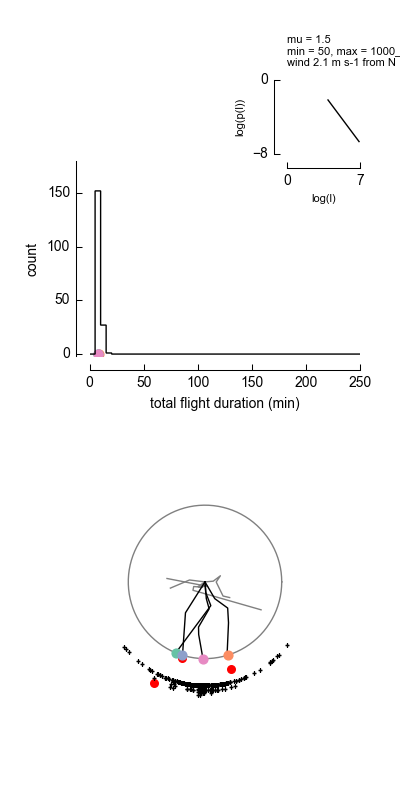 mu = 1.5
min = 50, max = 1000_
wind 2.1 m s-1 from N
0
log(p(l))
−8
0
7
log(l)
150
100
50
0
count
0
50
100
150
200
250
total flight duration (min)